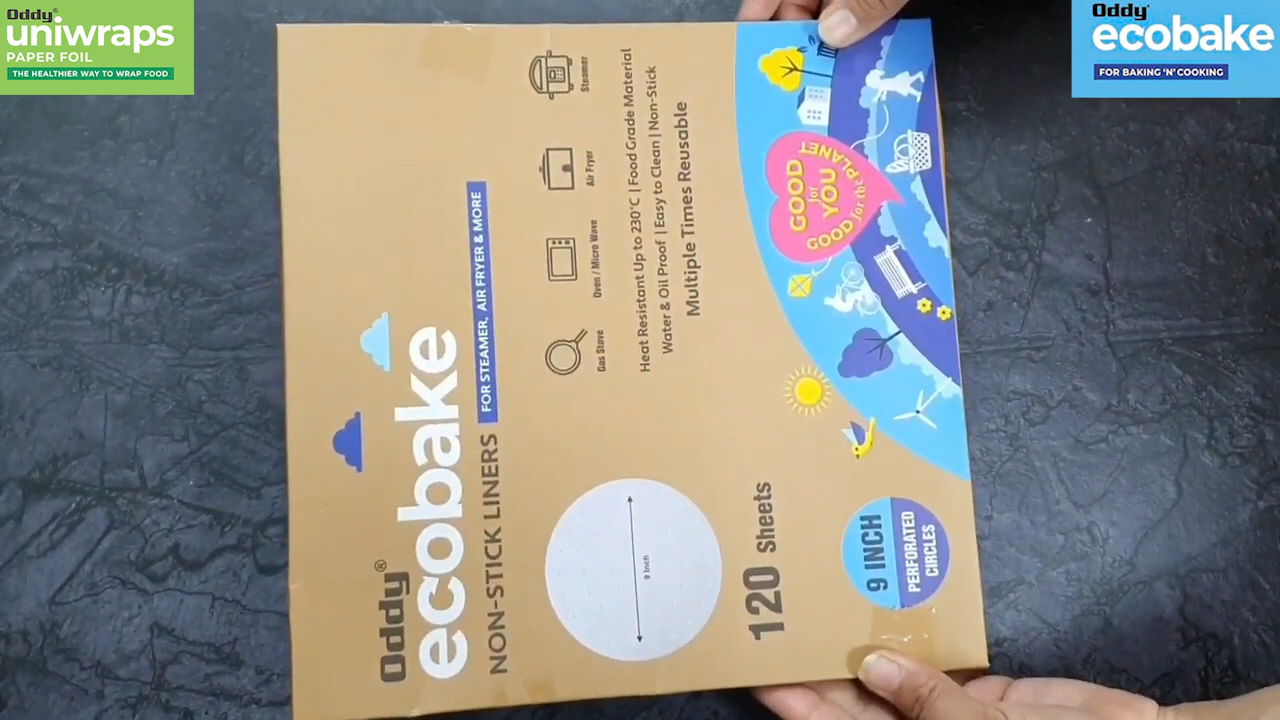 Oddy®
uniwraps
PAPER FOIL
THE HEALTHIER WAY TO WRAP FOOD
Oddy®
ecobake
FOR BAKING 'N' COOKING
Oddy®
ecobake
NON-STICK LINERS FOR STEAMER, AIR FRYER & MORE
Gas Stove
Oven / Micro Wave
Air Fryer
Steamer
Heat Resistant Up to 230°C | Food Grade Material
Water & Oil Proof | Easy to Clean | Non-Stick
Multiple Times Reusable
9 Inch
120 Sheets
GOOD
for
YOU
GOOD for the PLANET
9 INCH
PERFORATED
CIRCLES